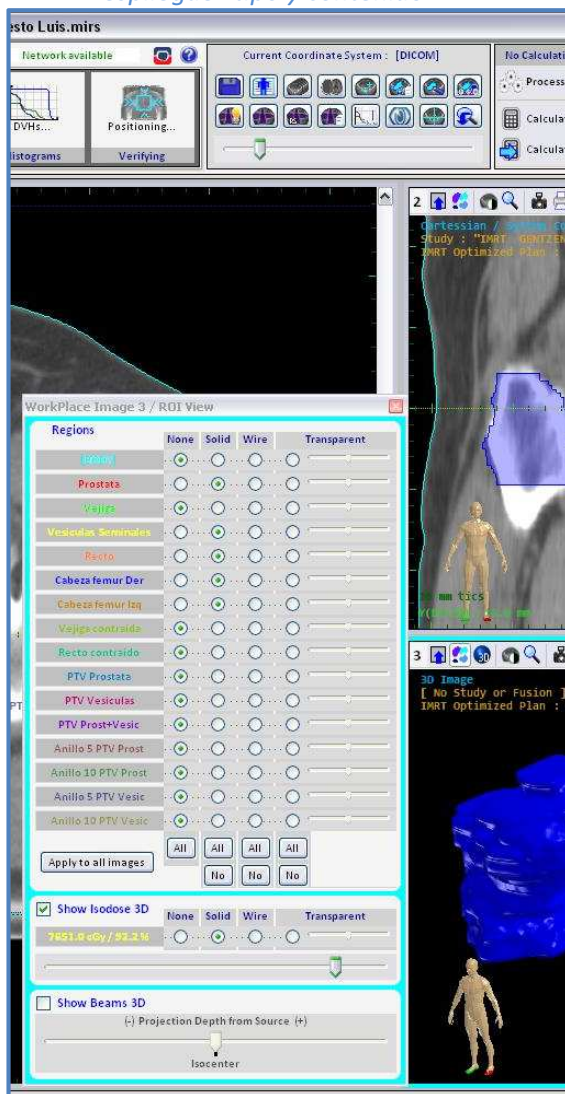 esto Luis.mirs
Network available
Current Coordinate System : [DICOM]
No Calculati
Process
DVHs...
Positioning...
Calcula
istograms
Verifying
Calcula
2
Cartessian / System Co
Study : "IMRT GENTZEN
IMRT Optimized Plan :
WorkPlace Image 3 / ROI View
Regions
None Solid Wire Transparent
Prostata
Vejiga
Vesiculas Seminales
Recto
Cabeza femur Der
Cabeza femur Izq
Vejiga contraida
Recto contraido
PTV Prostata
PTV Vesiculas
PTV Prost+Vesic
Anillo 5 PTV Prost
Anillo 10 PTV Prost
Anillo 5 PTV Vesic
Anillo 10 PTV Vesic
All All All All
Apply to all images
No No No
Show Isodose 3D
None Solid Wire Transparent
7651.0 cGy / 92.2 %
Show Beams 3D
(-) Projection Depth from Source (+)
Isocenter
mm tics
3
3D Image
[ No Study or Fusion ]
IMRT Optimized Plan :